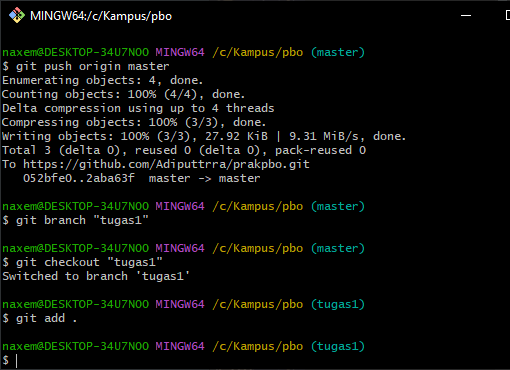 MINGW64:/c/Kampus/pbo
naxem@DESKTOP-34U7NOO MINGW64 /c/Kampus/pbo (master)
$ git push origin master
Enumerating objects: 4, done.
Counting objects: 100% (4/4), done.
Delta compression using up to 4 threads
Compressing objects: 100% (3/3), done.
Writing objects: 100% (3/3), 27.92 KiB | 9.31 MiB/s, done.
Total 3 (delta 0), reused 0 (delta 0), pack-reused 0
To https://github.com/Adiputtrra/prakpbo.git
   052bfe0..2aba63f  master -> master
naxem@DESKTOP-34U7NOO MINGW64 /c/Kampus/pbo (master)
$ git branch "tugas1"
naxem@DESKTOP-34U7NOO MINGW64 /c/Kampus/pbo (master)
$ git checkout "tugas1"
Switched to branch 'tugas1'
naxem@DESKTOP-34U7NOO MINGW64 /c/Kampus/pbo (tugas1)
$ git add .
naxem@DESKTOP-34U7NOO MINGW64 /c/Kampus/pbo (tugas1)
$